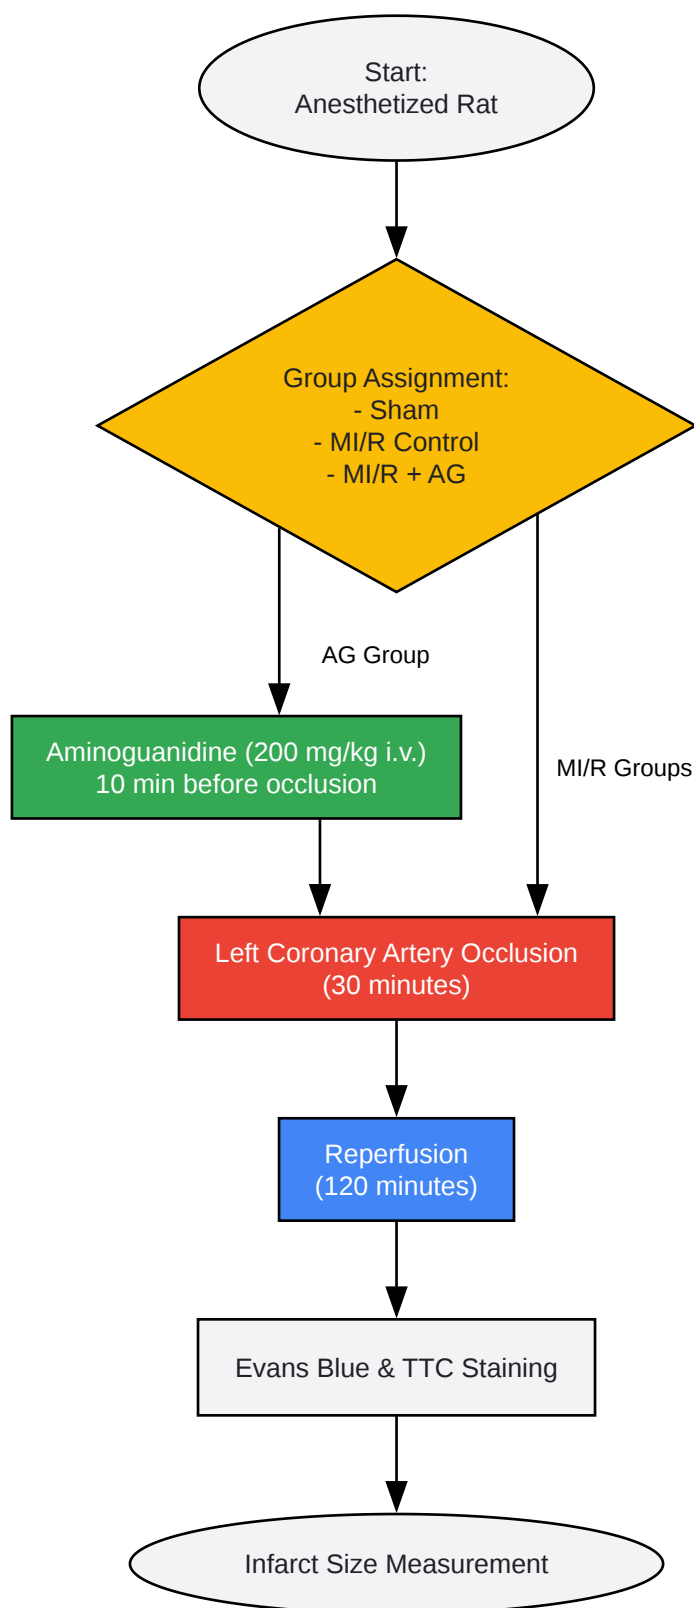 Start:
Anesthetized Rat
Group Assignment:
- Sham
- MI/R Control
- MI/R + AG
AG Group
Aminoguanidine (200 mg/kg i.v.)
10 min before occlusion
MI/R Groups
Left Coronary Artery Occlusion
(30 minutes)
Reperfusion
(120 minutes)
Evans Blue & TTC Staining
Infarct Size Measurement